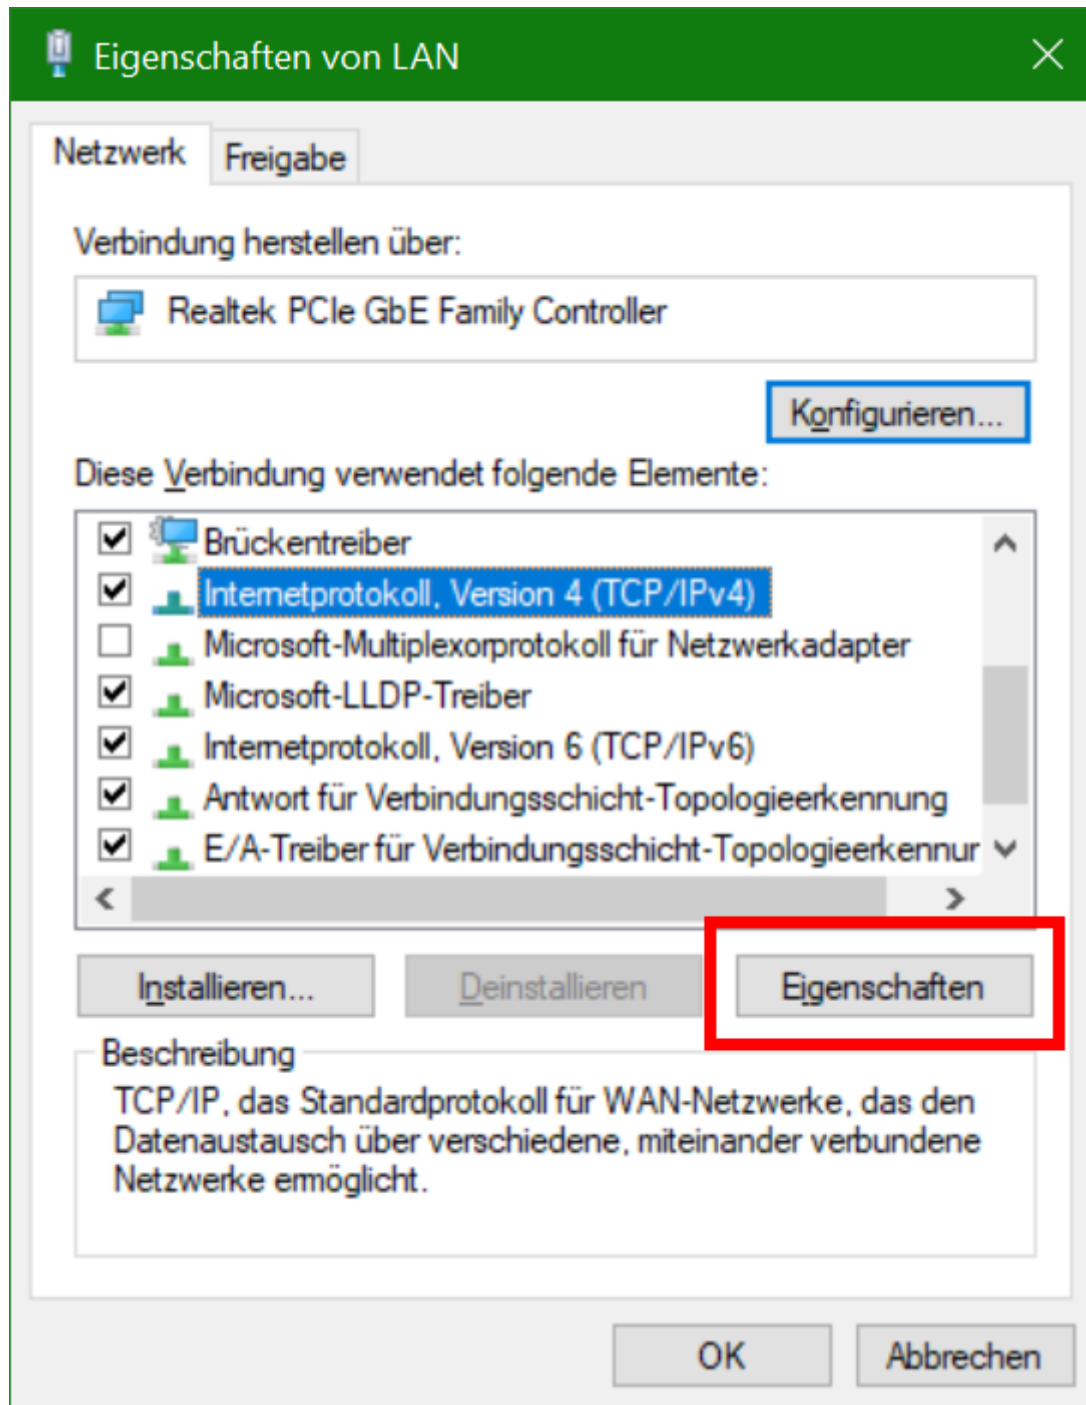 Eigenschaften von LAN
Netzwerk
Freigabe
Verbindung herstellen über:
Realtek PCIe GbE Family Controller
Konfigurieren...
Diese Verbindung verwendet folgende Elemente:
Brückentreiber
Internetprotokoll, Version 4 (TCP/IPv4)
Microsoft-Multiplexorprotokoll für Netzwerkadapter
Microsoft-LLDP-Treiber
Internetprotokoll, Version 6 (TCP/IPv6)
Antwort für Verbindungsschicht-Topologieerkennung
E/A-Treiber für Verbindungsschicht-Topologieerkennur
Installieren...
Deinstallieren
Eigenschaften
Beschreibung
TCP/IP, das Standardprotokoll für WAN-Netzwerke, das den
Datenaustausch über verschiedene, miteinander verbundene
Netzwerke ermöglicht.
OK
Abbrechen